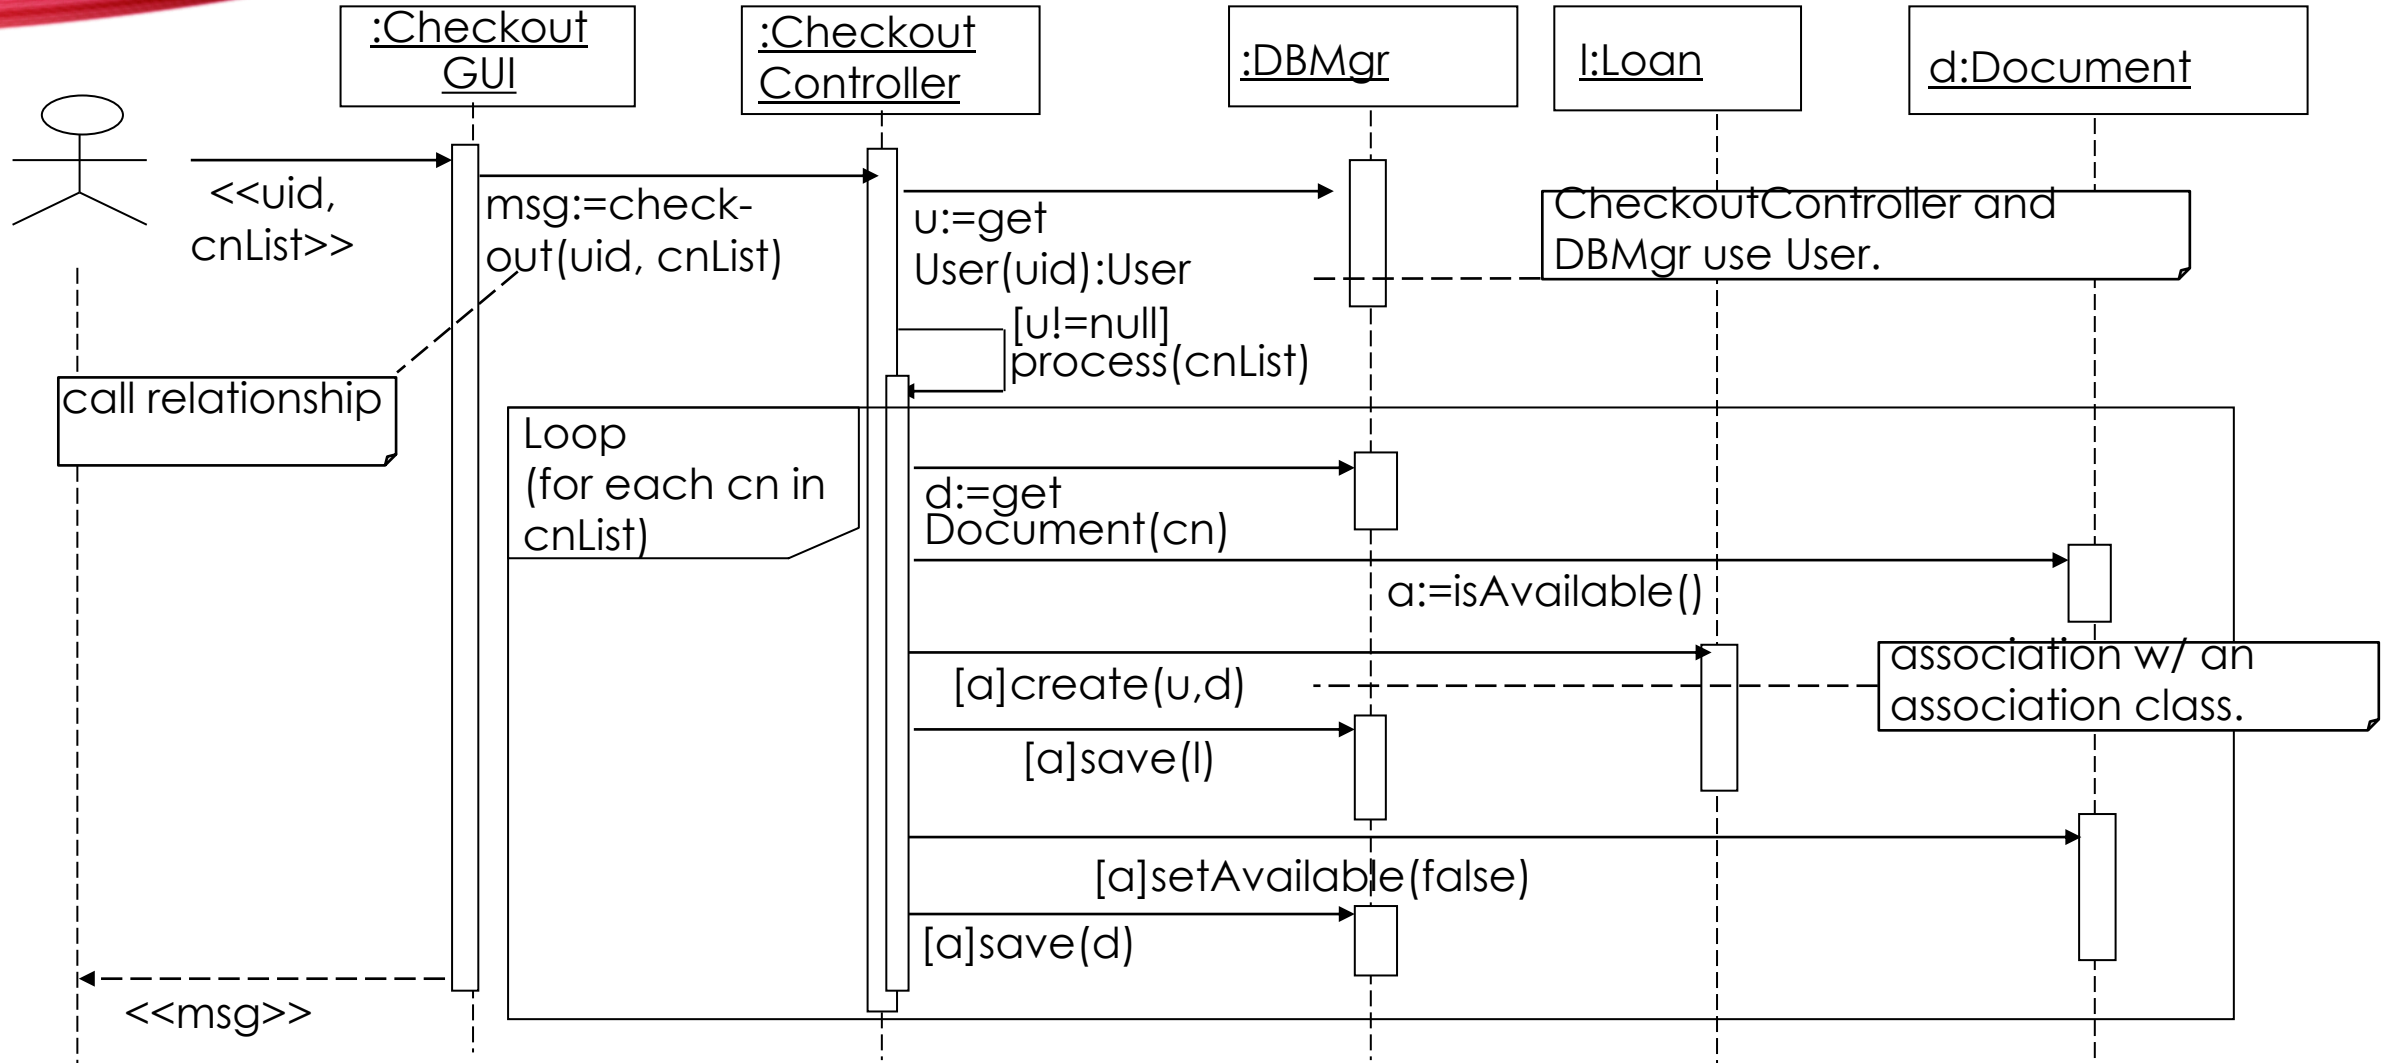 :Checkout
GUI
:Checkout
Controller
:DBMgr
l:Loan
d:Document
<<uid,
cnList>>
msg:=check-
out(uid, cnList)
u:=get
User(uid):User
CheckoutController and
DBMgr use User.
[u!=null]
process(cnList)
call relationship
Loop
(for each cn in
cnList)
d:=get
Document(cn)
a:=isAvailable()
[a]create(u,d)
association w/ an
association class.
[a]save(l)
[a]setAvailable(false)
[a]save(d)
<<msg>>